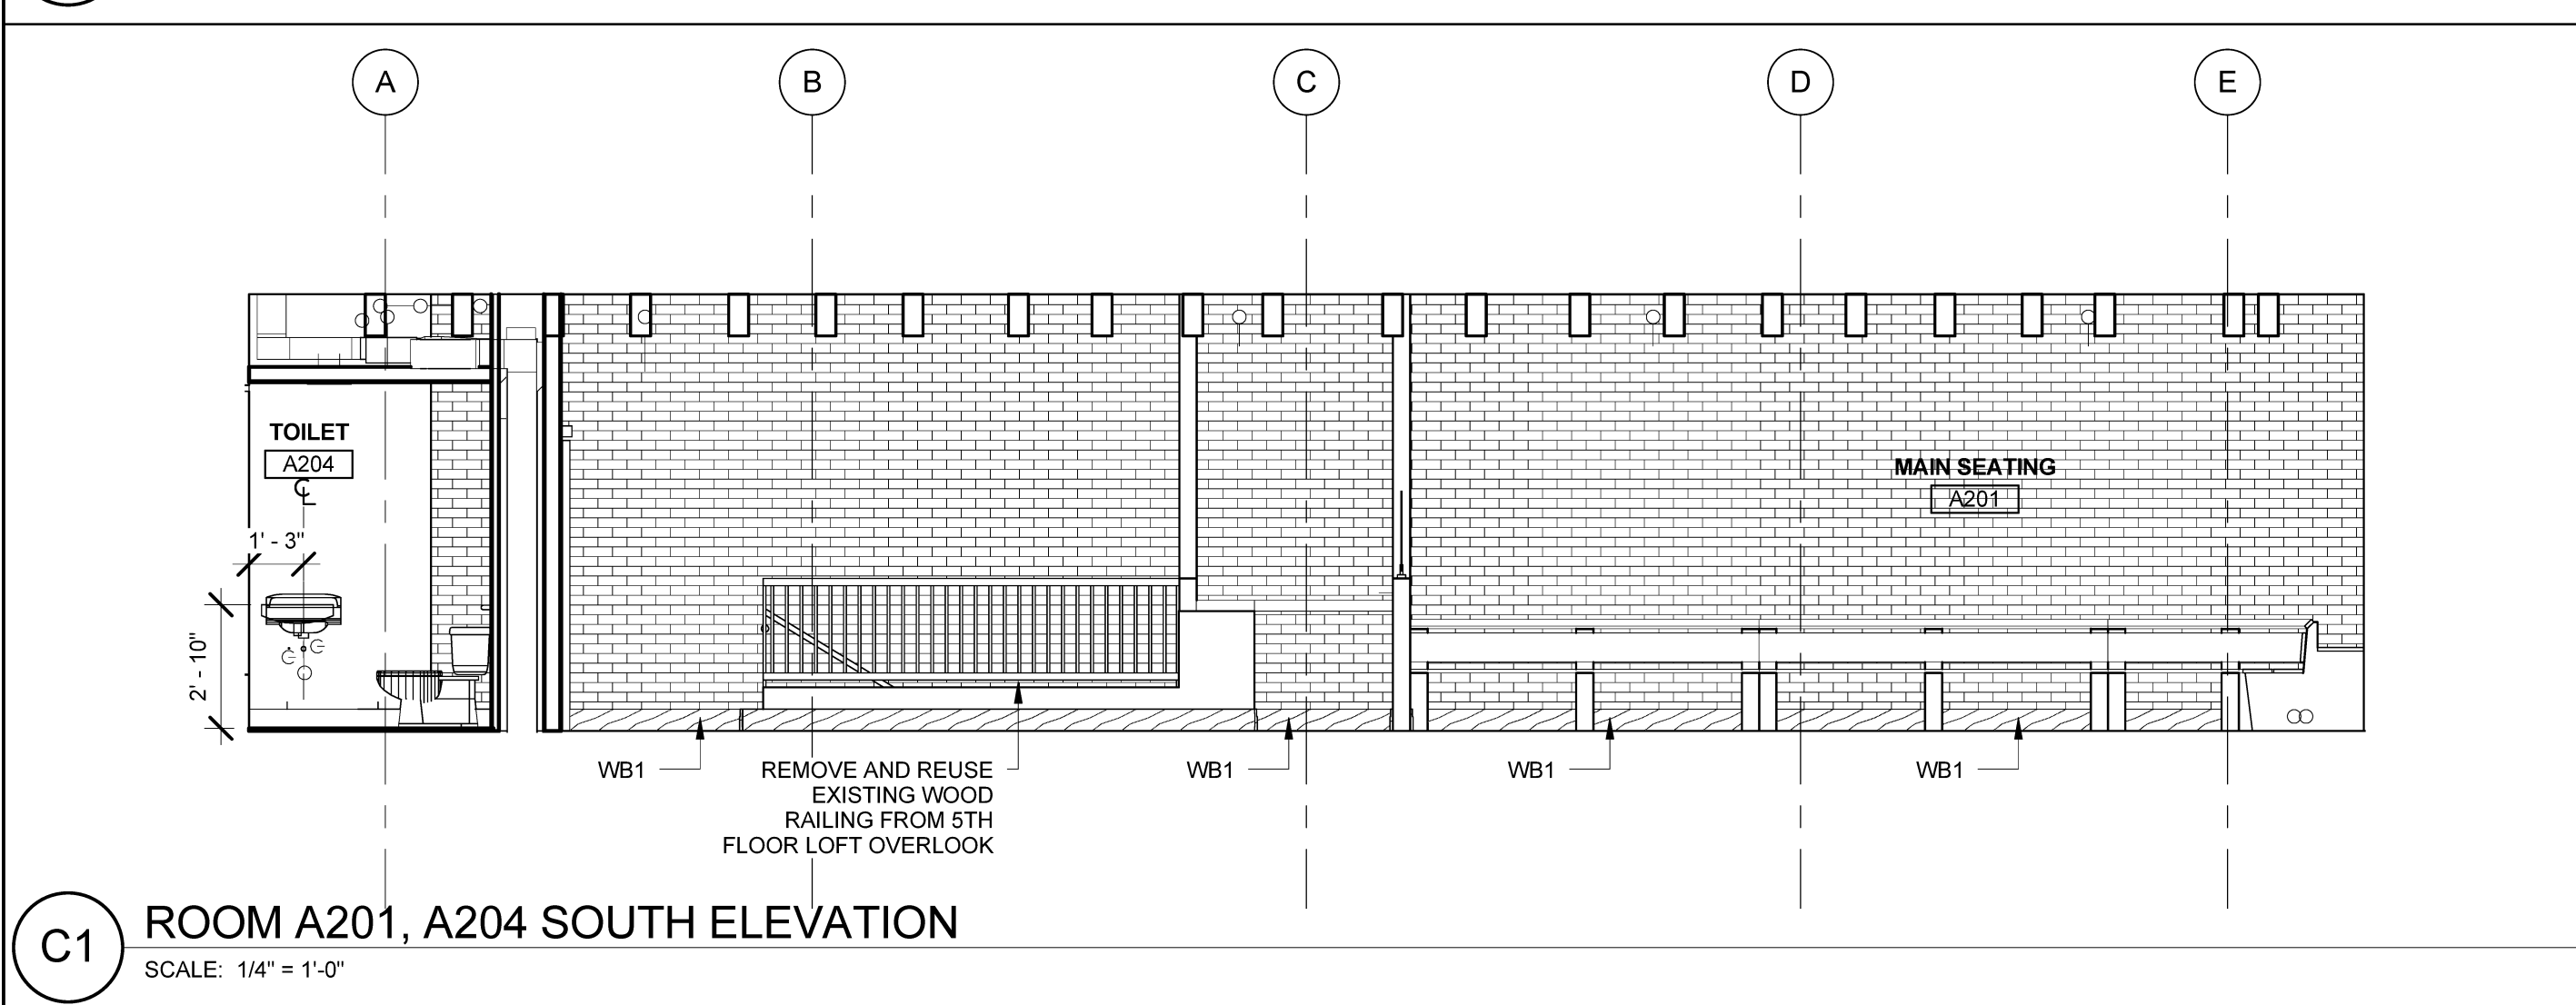 A
B
C
D
E
TOILET
A204
CL
1' - 3"
2' - 10"
MAIN SEATING
A201
WB1
REMOVE AND REUSE
EXISTING WOOD
RAILING FROM 5TH
FLOOR LOFT OVERLOOK
WB1
WB1
WB1
C1
ROOM A201, A204 SOUTH ELEVATION
SCALE: 1/4" = 1'-0"